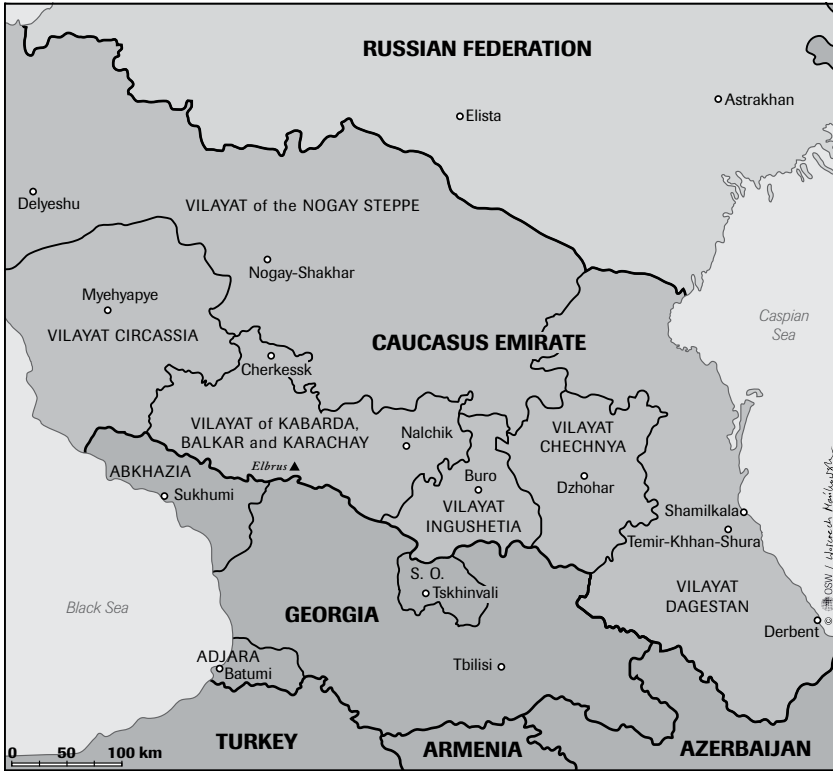 RUSSIAN FEDERATION
Astrakhan
Elista
Delyeshu
VILAYAT of the NOGAY STEPPE
Nogay-Shakhar
Myehyapye
VILAYAT CIRCASSIA
Caspian
Sea
CAUCASUS EMIRATE
Cherkessk
VILAYAT of KABARDA,
BALKAR and KARACHAY
Nalchik
VILAYAT
CHECHNYA
Elbrus
ABKHAZIA
Sukhumi
Buro
VILAYAT
INGUSHETIA
Dzhohar
Shamilkala
Temir-Khhan-Shura
S. O.
Tskhinvali
VILAYAT
DAGESTAN
Black Sea
GEORGIA
Derbent
ADJARA
Batumi
Tbilisi
TURKEY
ARMENIA
AZERBAIJAN
0 50 100 km
© OSW /